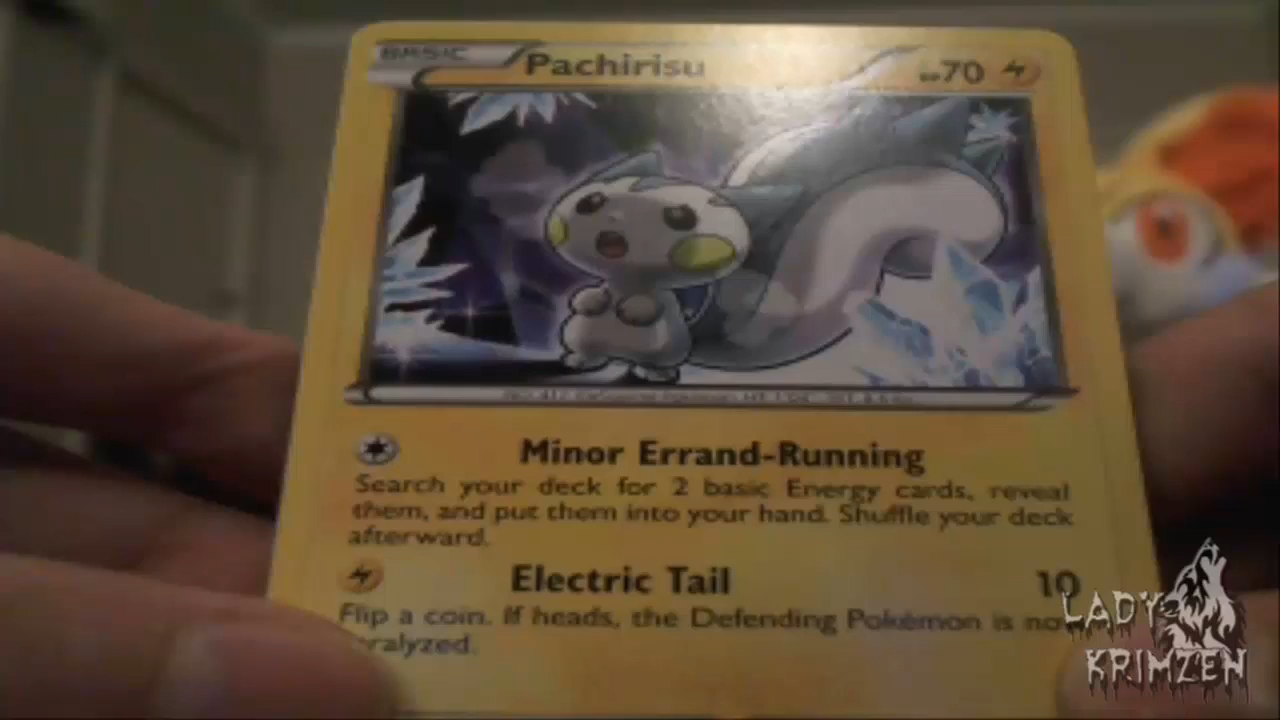 BASIC Pachirisu HP70
Minor Errand-Running
Search your deck for 2 basic Energy cards, reveal
them, and put them into your hand. Shuffle your deck
afterward.
Electric Tail 10
Flip a coin. If heads, the Defending Pokémon is now
LADY
KRIMZEN